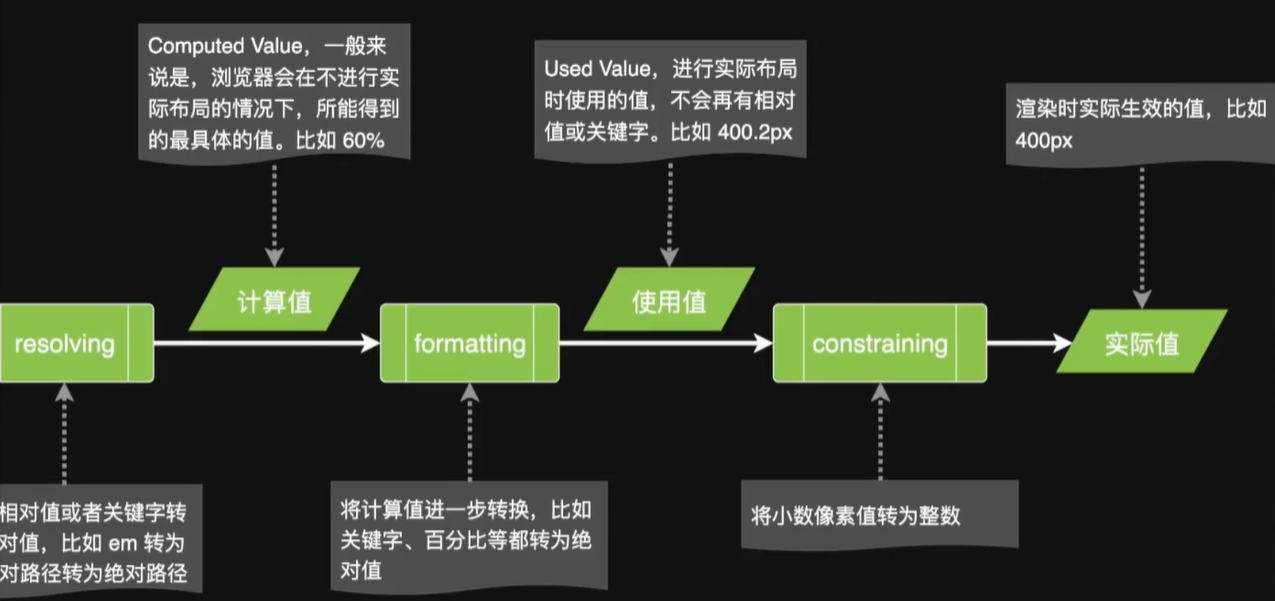 Computed Value，一般来
说是，浏览器会在不进行实
际布局的情况下，所能得到
的最具体的值。比如 60%
Used Value，进行实际布局
时使用的值，不会再有相对
值或关键字。比如 400.2px
渲染时实际生效的值，比如
400px
计算值
使用值
resolving
formatting
constraining
实际值
相对值或者关键字转
对值，比如 em 转为
对路径转为绝对路径
将计算值进一步转换，比如
关键字、百分比等都转为绝
对值
将小数像素值转为整数